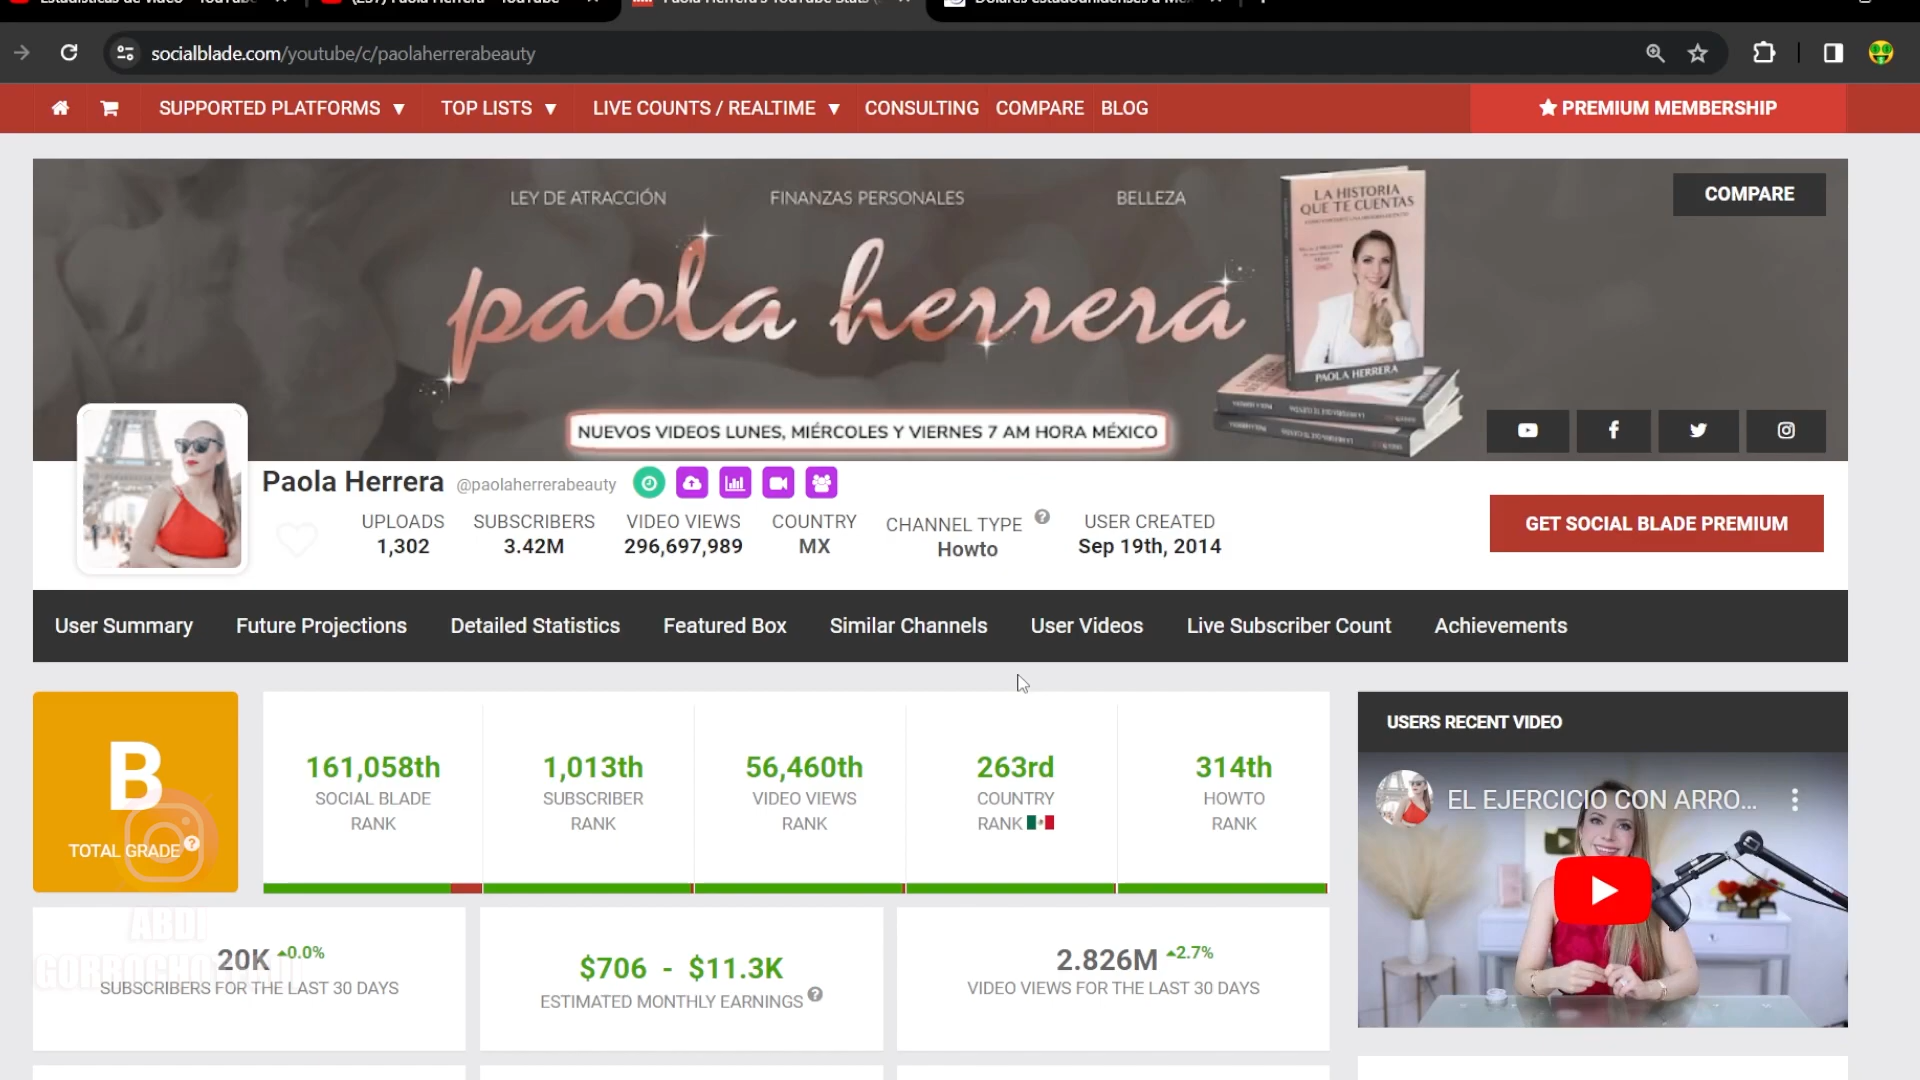 socialblade.com/youtube/c/paolaherrerabeauty
SUPPORTED PLATFORMS TOP LISTS LIVE COUNTS / REALTIME CONSULTING COMPARE BLOG PREMIUM MEMBERSHIP
LEY DE ATRACCIÓN FINANZAS PERSONALES BELLEZA
COMPARE
LA HISTORIA
QUE TE CUENTAS
paola herrera
PAOLA HERRERA
NUEVOS VIDEOS LUNES, MIÉRCOLES Y VIERNES 7 AM HORA MÉXICO
Paola Herrera @paolaherrerabeauty
UPLOADS SUBSCRIBERS VIDEO VIEWS COUNTRY CHANNEL TYPE USER CREATED
1,302 3.42M 296,697,989 MX Howto Sep 19th, 2014
GET SOCIAL BLADE PREMIUM
User Summary Future Projections Detailed Statistics Featured Box Similar Channels User Videos Live Subscriber Count Achievements
B
TOTAL GRADE
161,058th 1,013th 56,460th 263rd 314th
SOCIAL BLADE SUBSCRIBER VIDEO VIEWS COUNTRY HOWTO
RANK RANK RANK RANK RANK
USERS RECENT VIDEO
EL EJERCICIO CON ARRO...
ABDI
20K 0.0%
SUBSCRIBERS FOR THE LAST 30 DAYS
$706 - $11.3K
ESTIMATED MONTHLY EARNINGS
2.826M 2.7%
VIDEO VIEWS FOR THE LAST 30 DAYS